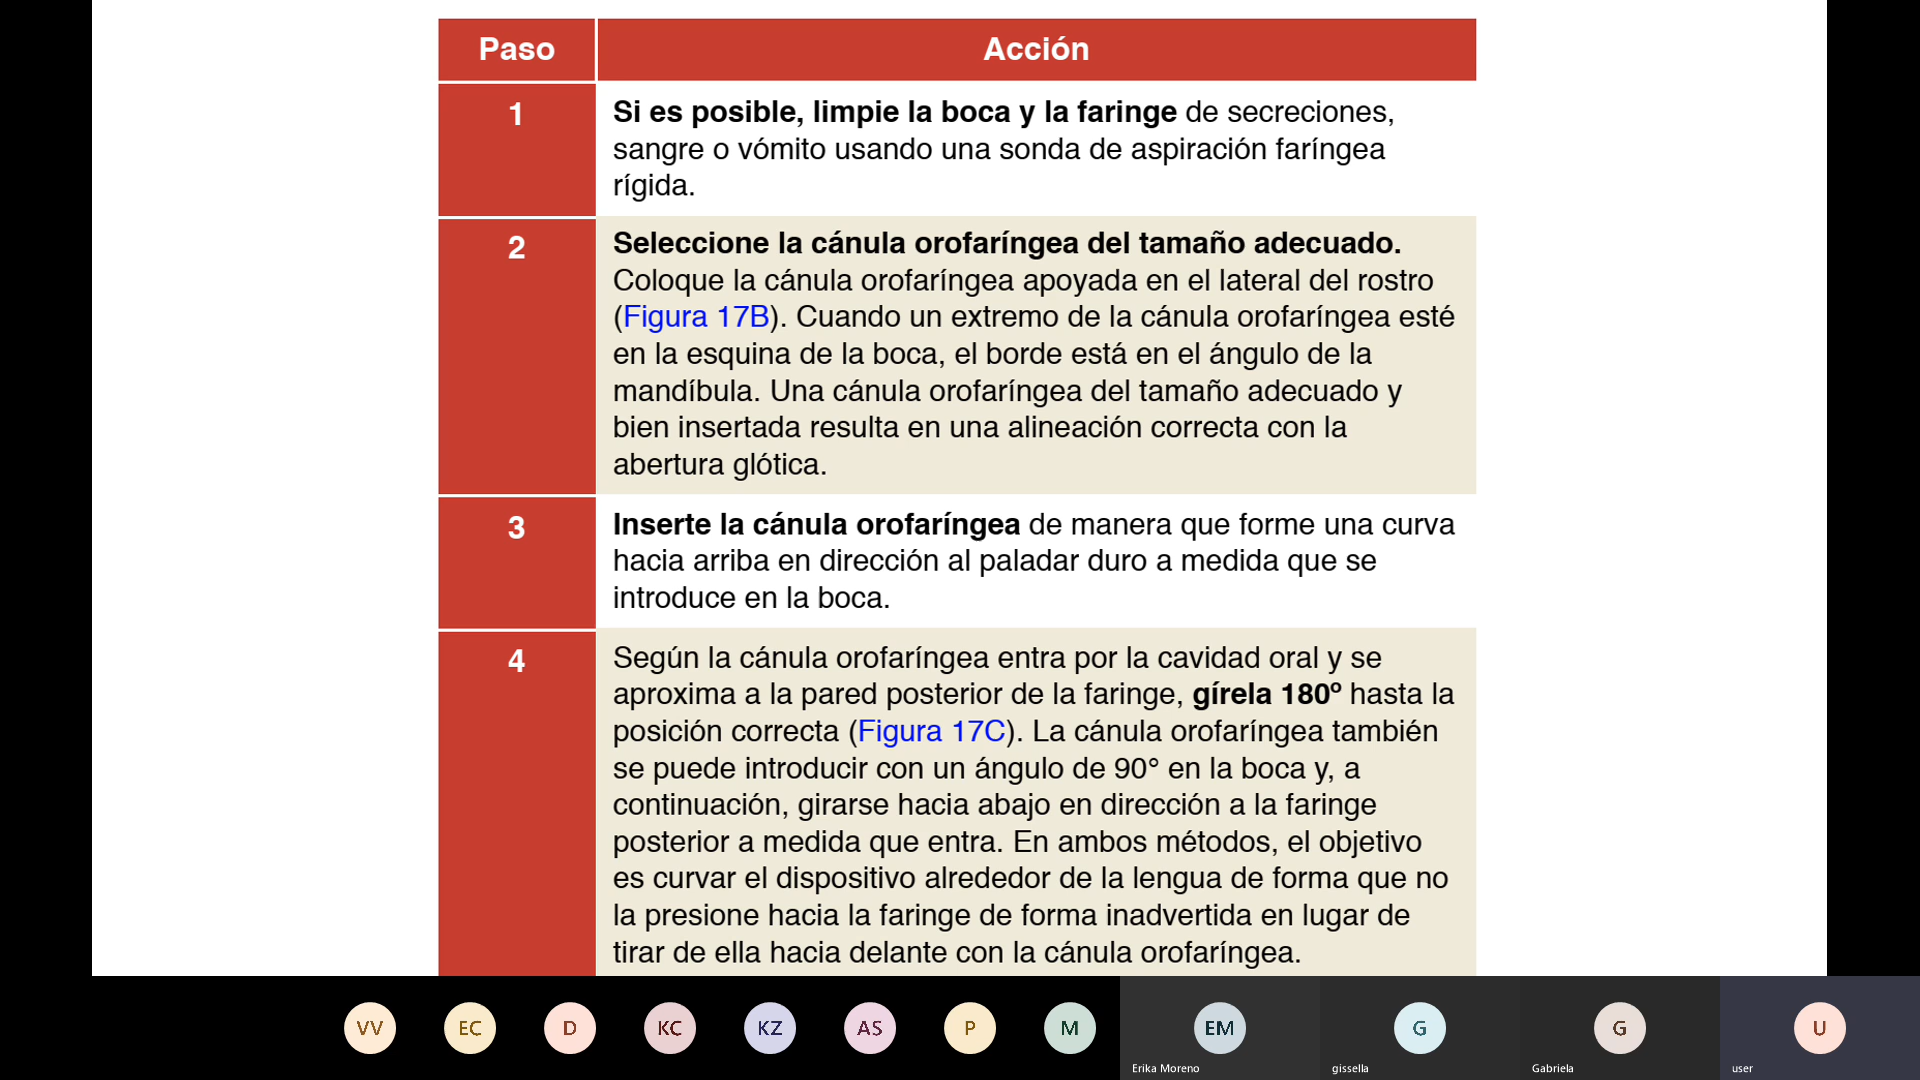 Paso
Acción
1
Si es posible, limpie la boca y la faringe de secreciones,
sangre o vómito usando una sonda de aspiración faríngea
rígida.
2
Seleccione la cánula orofaríngea del tamaño adecuado.
Coloque la cánula orofaríngea apoyada en el lateral del rostro
(Figura 17B). Cuando un extremo de la cánula orofaríngea esté
en la esquina de la boca, el borde está en el ángulo de la
mandíbula. Una cánula orofaríngea del tamaño adecuado y
bien insertada resulta en una alineación correcta con la
abertura glótica.
3
Inserte la cánula orofaríngea de manera que forme una curva
hacia arriba en dirección al paladar duro a medida que se
introduce en la boca.
4
Según la cánula orofaríngea entra por la cavidad oral y se
aproxima a la pared posterior de la faringe, gírela 180º hasta la
posición correcta (Figura 17C). La cánula orofaríngea también
se puede introducir con un ángulo de 90° en la boca y, a
continuación, girarse hacia abajo en dirección a la faringe
posterior a medida que entra. En ambos métodos, el objetivo
es curvar el dispositivo alrededor de la lengua de forma que no
la presione hacia la faringe de forma inadvertida en lugar de
tirar de ella hacia delante con la cánula orofaríngea.
VV
EC
D
KC
KZ
AS
P
M
EM
G
G
U
Erika Moreno
gissella
Gabriela
user